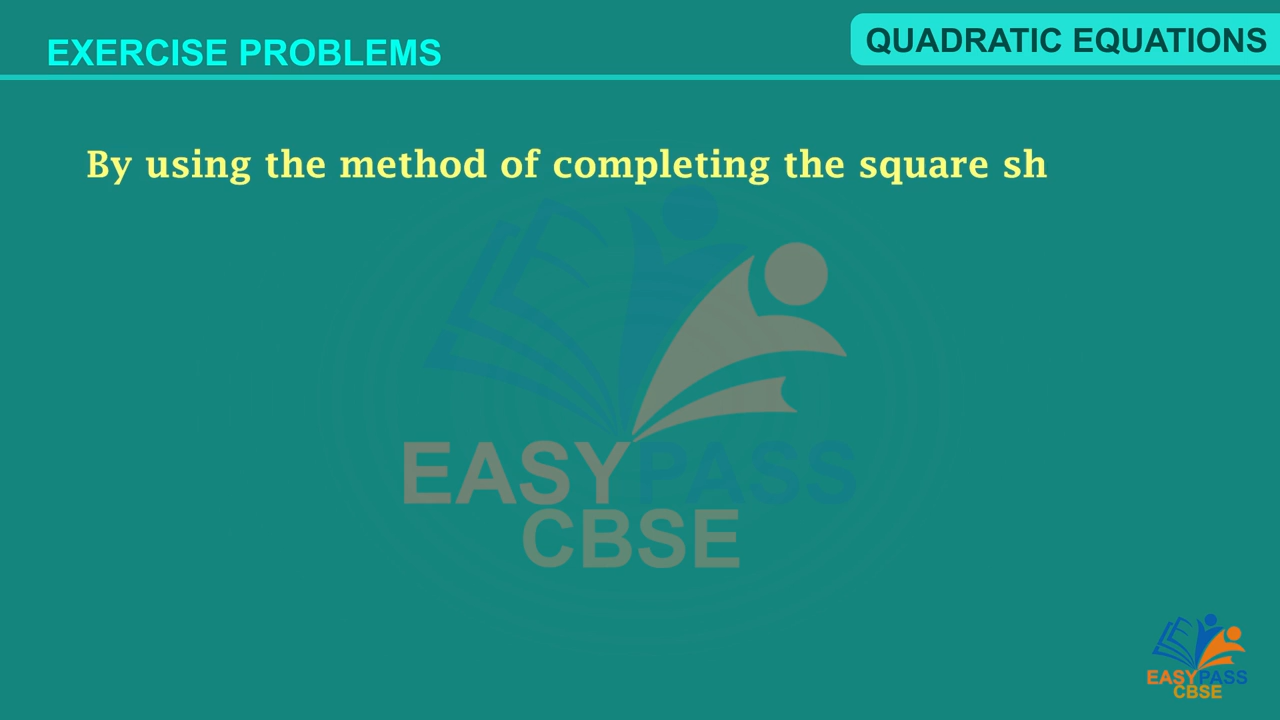 EXERCISE PROBLEMS
QUADRATIC EQUATIONS
By using the method of completing the square sh
EASYPASS
CBSE
EASYPASS
CBSE